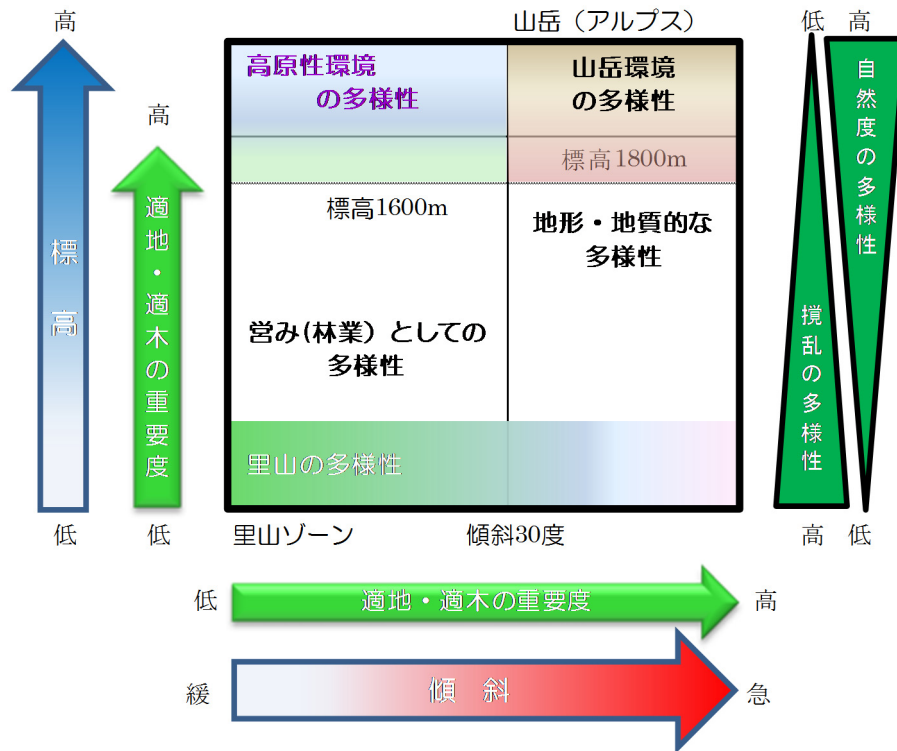 高
山岳（アルプス）
低
高
高原性環境
の多様性
山岳環境
の多様性
標高1800m
高
標高1600m
地形・地質的な
多様性
営み(林業）としての
多様性
里山の多様性
標高
適地・適木の重要度
撹乱の多様性
自然度の多様性
低
低
里山ゾーン
傾斜30度
高
低
低
適地・適木の重要度
高
緩
傾 斜
急